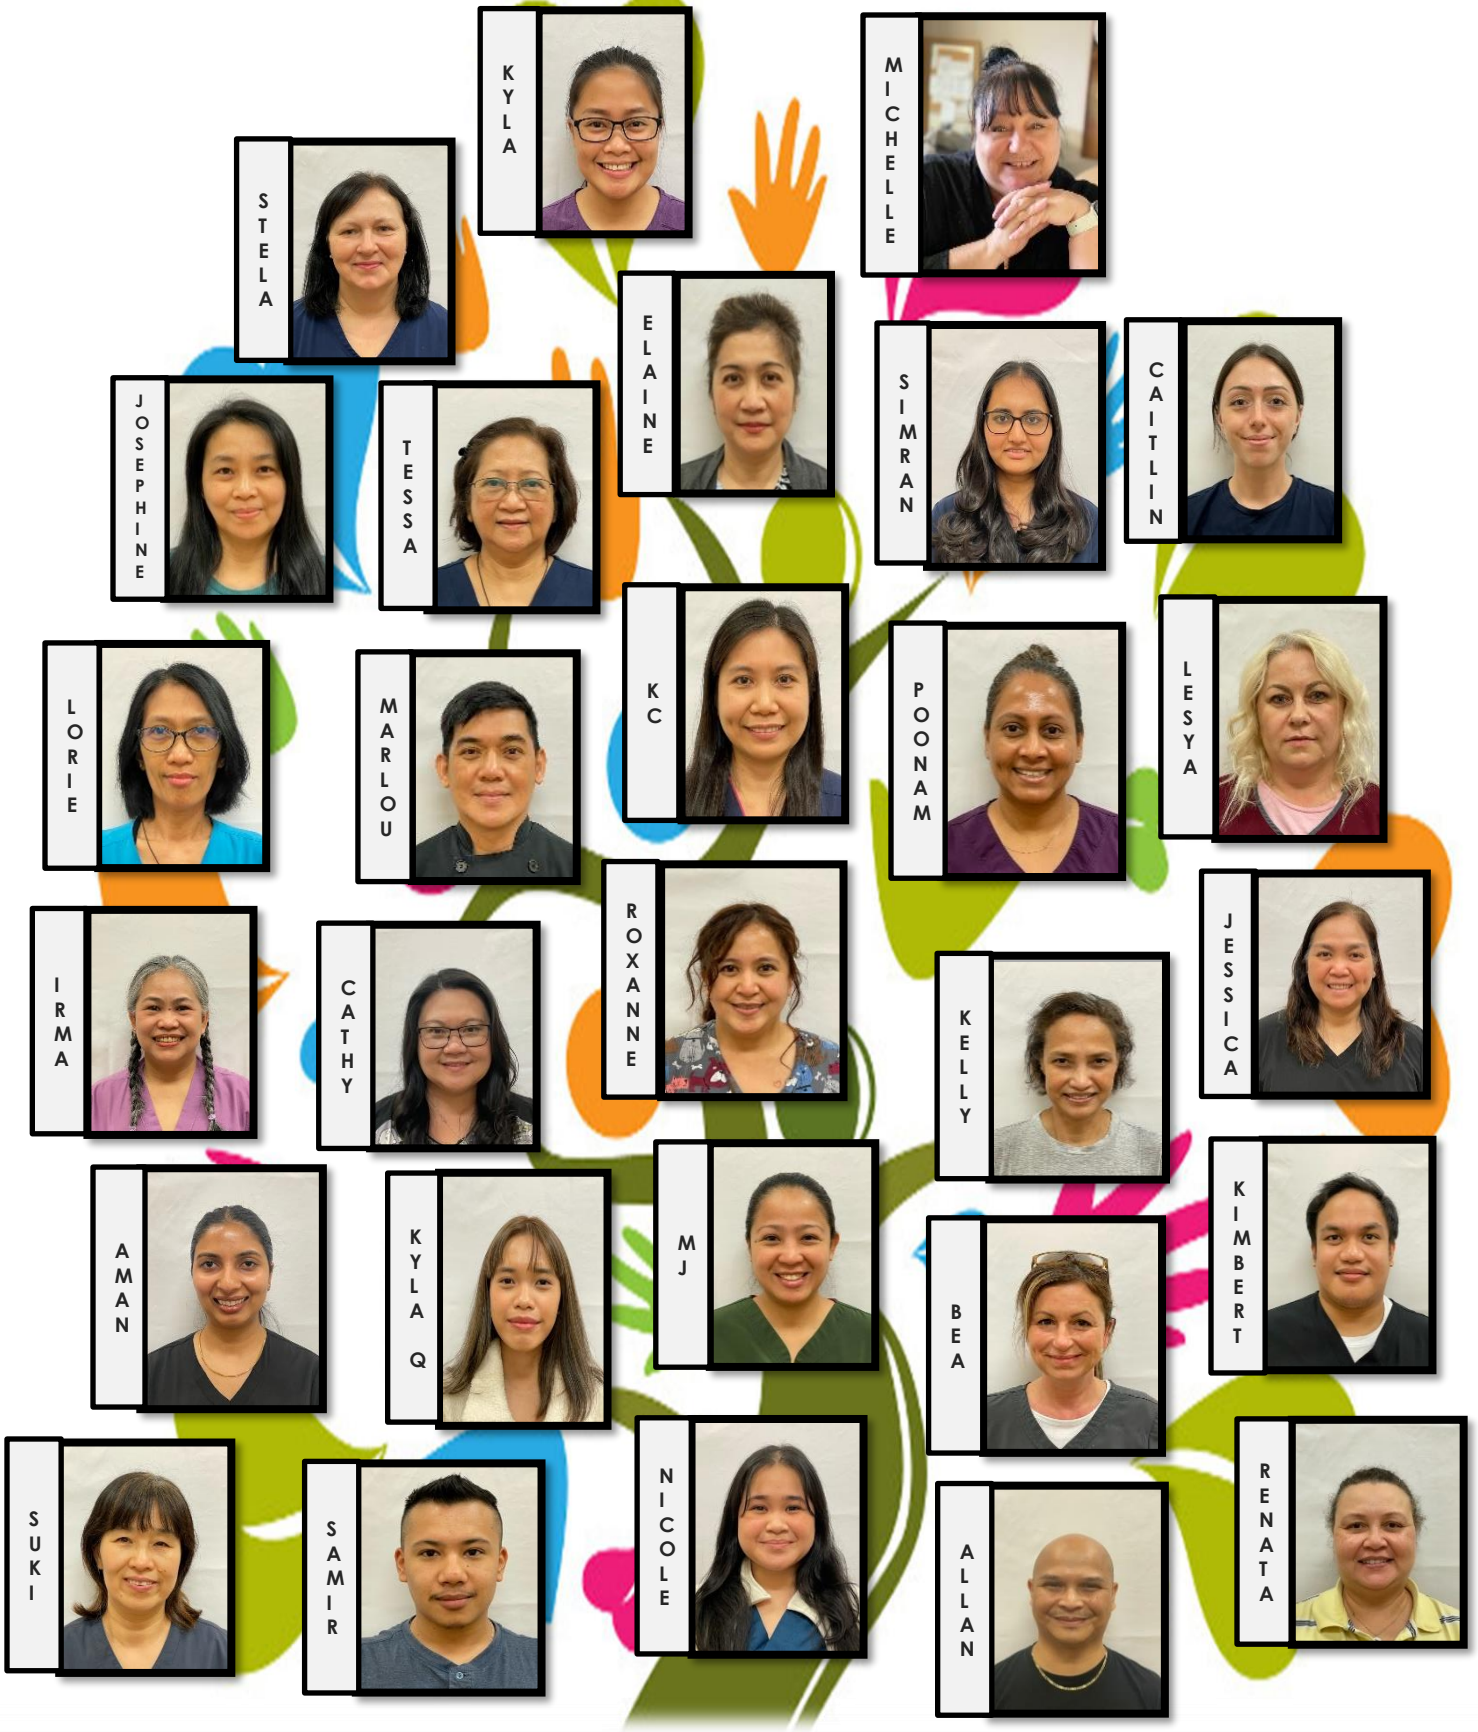 KYLA
MICHELLE
STELA
ELAINE
SIMRAN
CAITLIN
JOSEPHINE
TESSA
KC
POONAM
LESYA
LORIE
MARLOU
ROXANNE
JESSICA
IRMA
CATHY
KELLY
AMAN
KYLA Q
MJ
BEA
KIMBERT
SUKI
SAMIR
NICOLE
ALLAN
RENATA